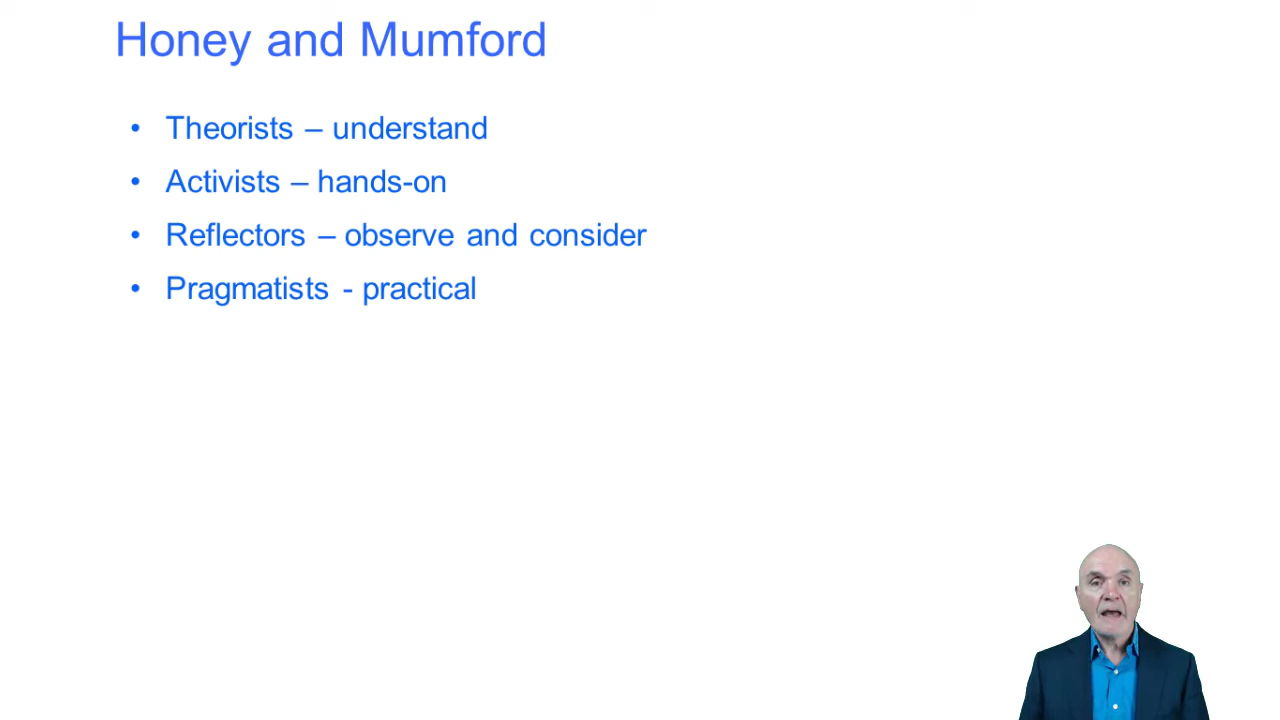 Honey and Mumford
• Theorists – understand
• Activists – hands-on
• Reflectors – observe and consider
• Pragmatists - practical